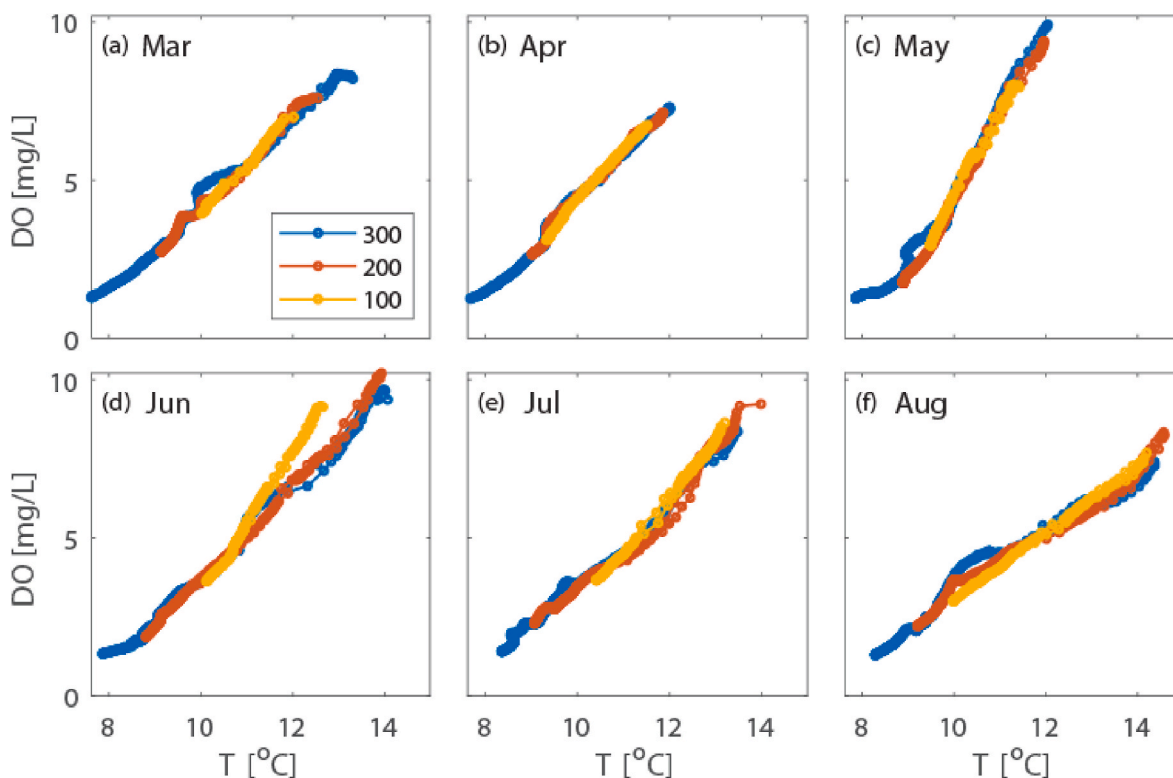 (a) Mar
(b) Apr
(c) May
10
5
0
DO [mg/L]
300
200
100
(d) Jun
(e) Jul
(f) Aug
10
5
0
DO [mg/L]
8 10 12 14
8 10 12 14
8 10 12 14
T [°C]
T [°C]
T [°C]